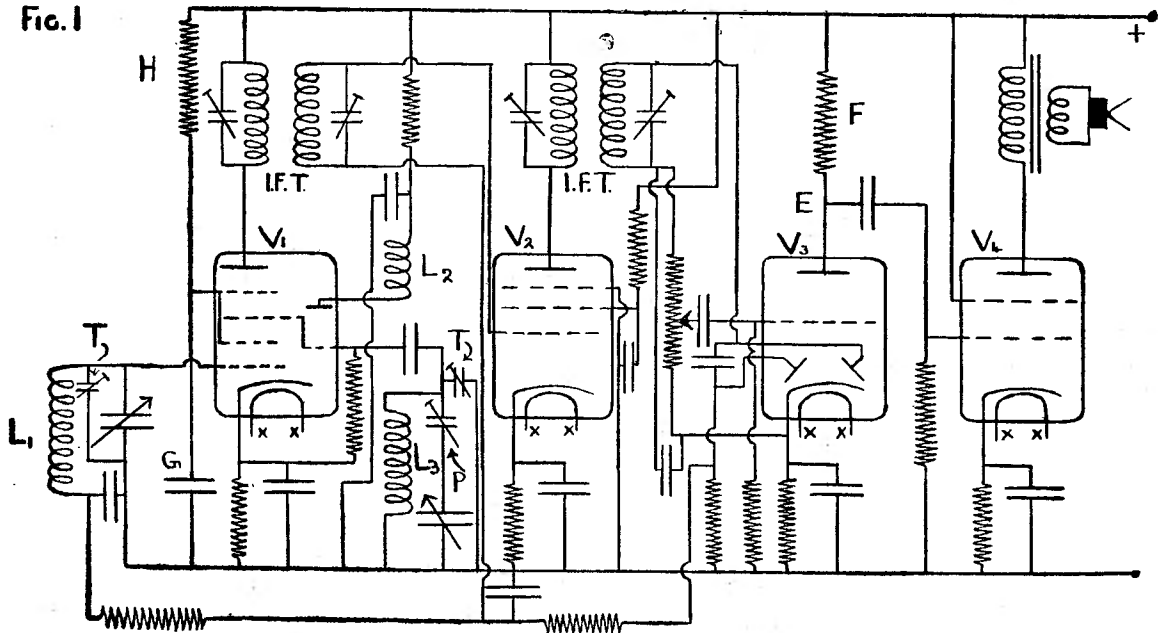 Fig. 1
+
H
F
I.F.T.
I.F.T.
E
V1
L2
V2
V3
V4
T1
T2
L1
G
L3
P
x x
x x
x x
x x